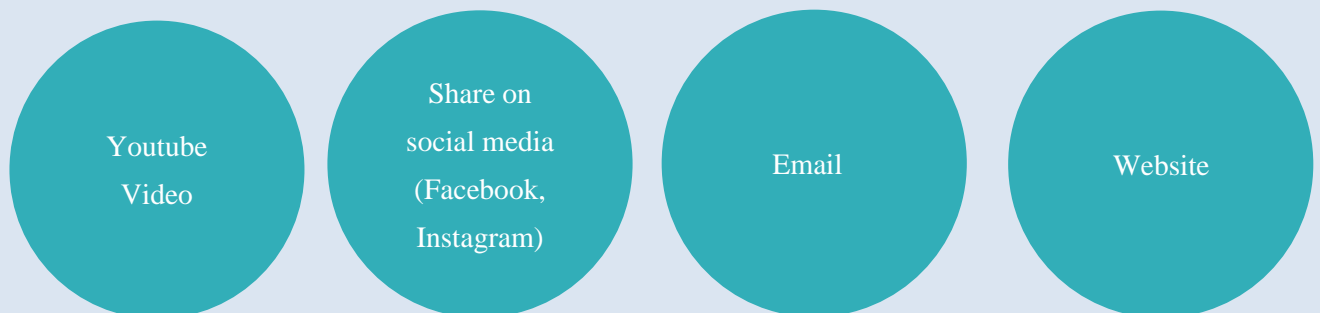 Youtube
Video
Share on
social media
(Facebook,
Instagram)
Email
Website